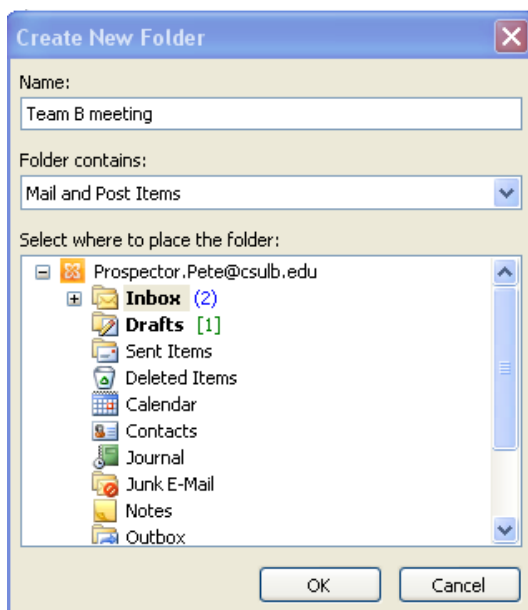 Create New Folder
Name:
Team B meeting
Folder contains:
Mail and Post Items
Select where to place the folder:
Prospector.Pete@csulb.edu
Inbox (2)
Drafts [1]
Sent Items
Deleted Items
Calendar
Contacts
Journal
Junk E-Mail
Notes
Outbox
OK Cancel